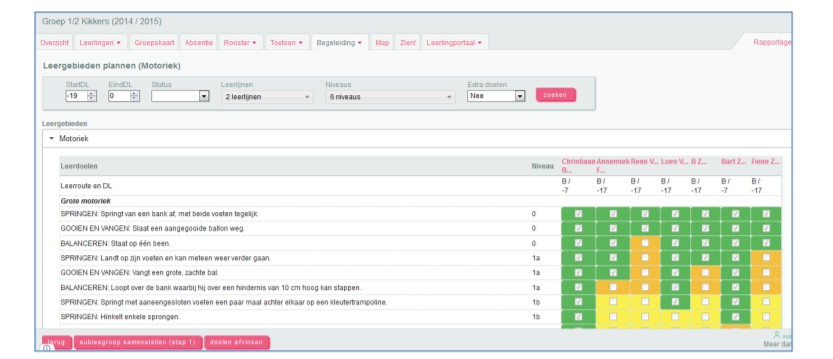 Groep 1/2 Kikkers (2014 / 2015)
Overzicht Leerlingen Groepskaart Absentie Rooster Toetsen Begeleiding Map Zien! Leerlingportaal Rapportage
Leergebieden plannen (Motoriek)
StartDL EindDL Status Leerlijnen Niveaus Extra doelen
-19 0 2 leerlijnen 6 niveaus Nee zoeken
Leergebieden
Motoriek
Leerdoelen Niveau Christiaan B... Annemiek F... Rene V... Loes V... B Z... Bart Z... Fiene Z...
Leerroute en DL B / -7 B / -17 B / -17 B / -17 B / -17 B / -7 B / -17
Grote motoriek
SPRINGEN: Springt van een bank af, met beide voeten tegelijk. 0
GOOIEN EN VANGEN: Slaat een aangegooide ballon weg. 0
BALANCEREN: Staat op één been. 0
SPRINGEN: Landt op zijn voeten en kan meteen weer verder gaan. 1a
GOOIEN EN VANGEN: Vangt een grote, zachte bal. 1a
BALANCEREN: Loopt over de bank waarbij hij over een hindernis van 10 cm hoog kan stappen. 1a
SPRINGEN: Springt met aaneengesloten voeten een paar maal achter elkaar op een kleutertrampoline. 1b
SPRINGEN: Hinkelt enkele sprongen. 1b
terug subleagroep samenstellen (stap 1) doelen afvinken
Meer dan